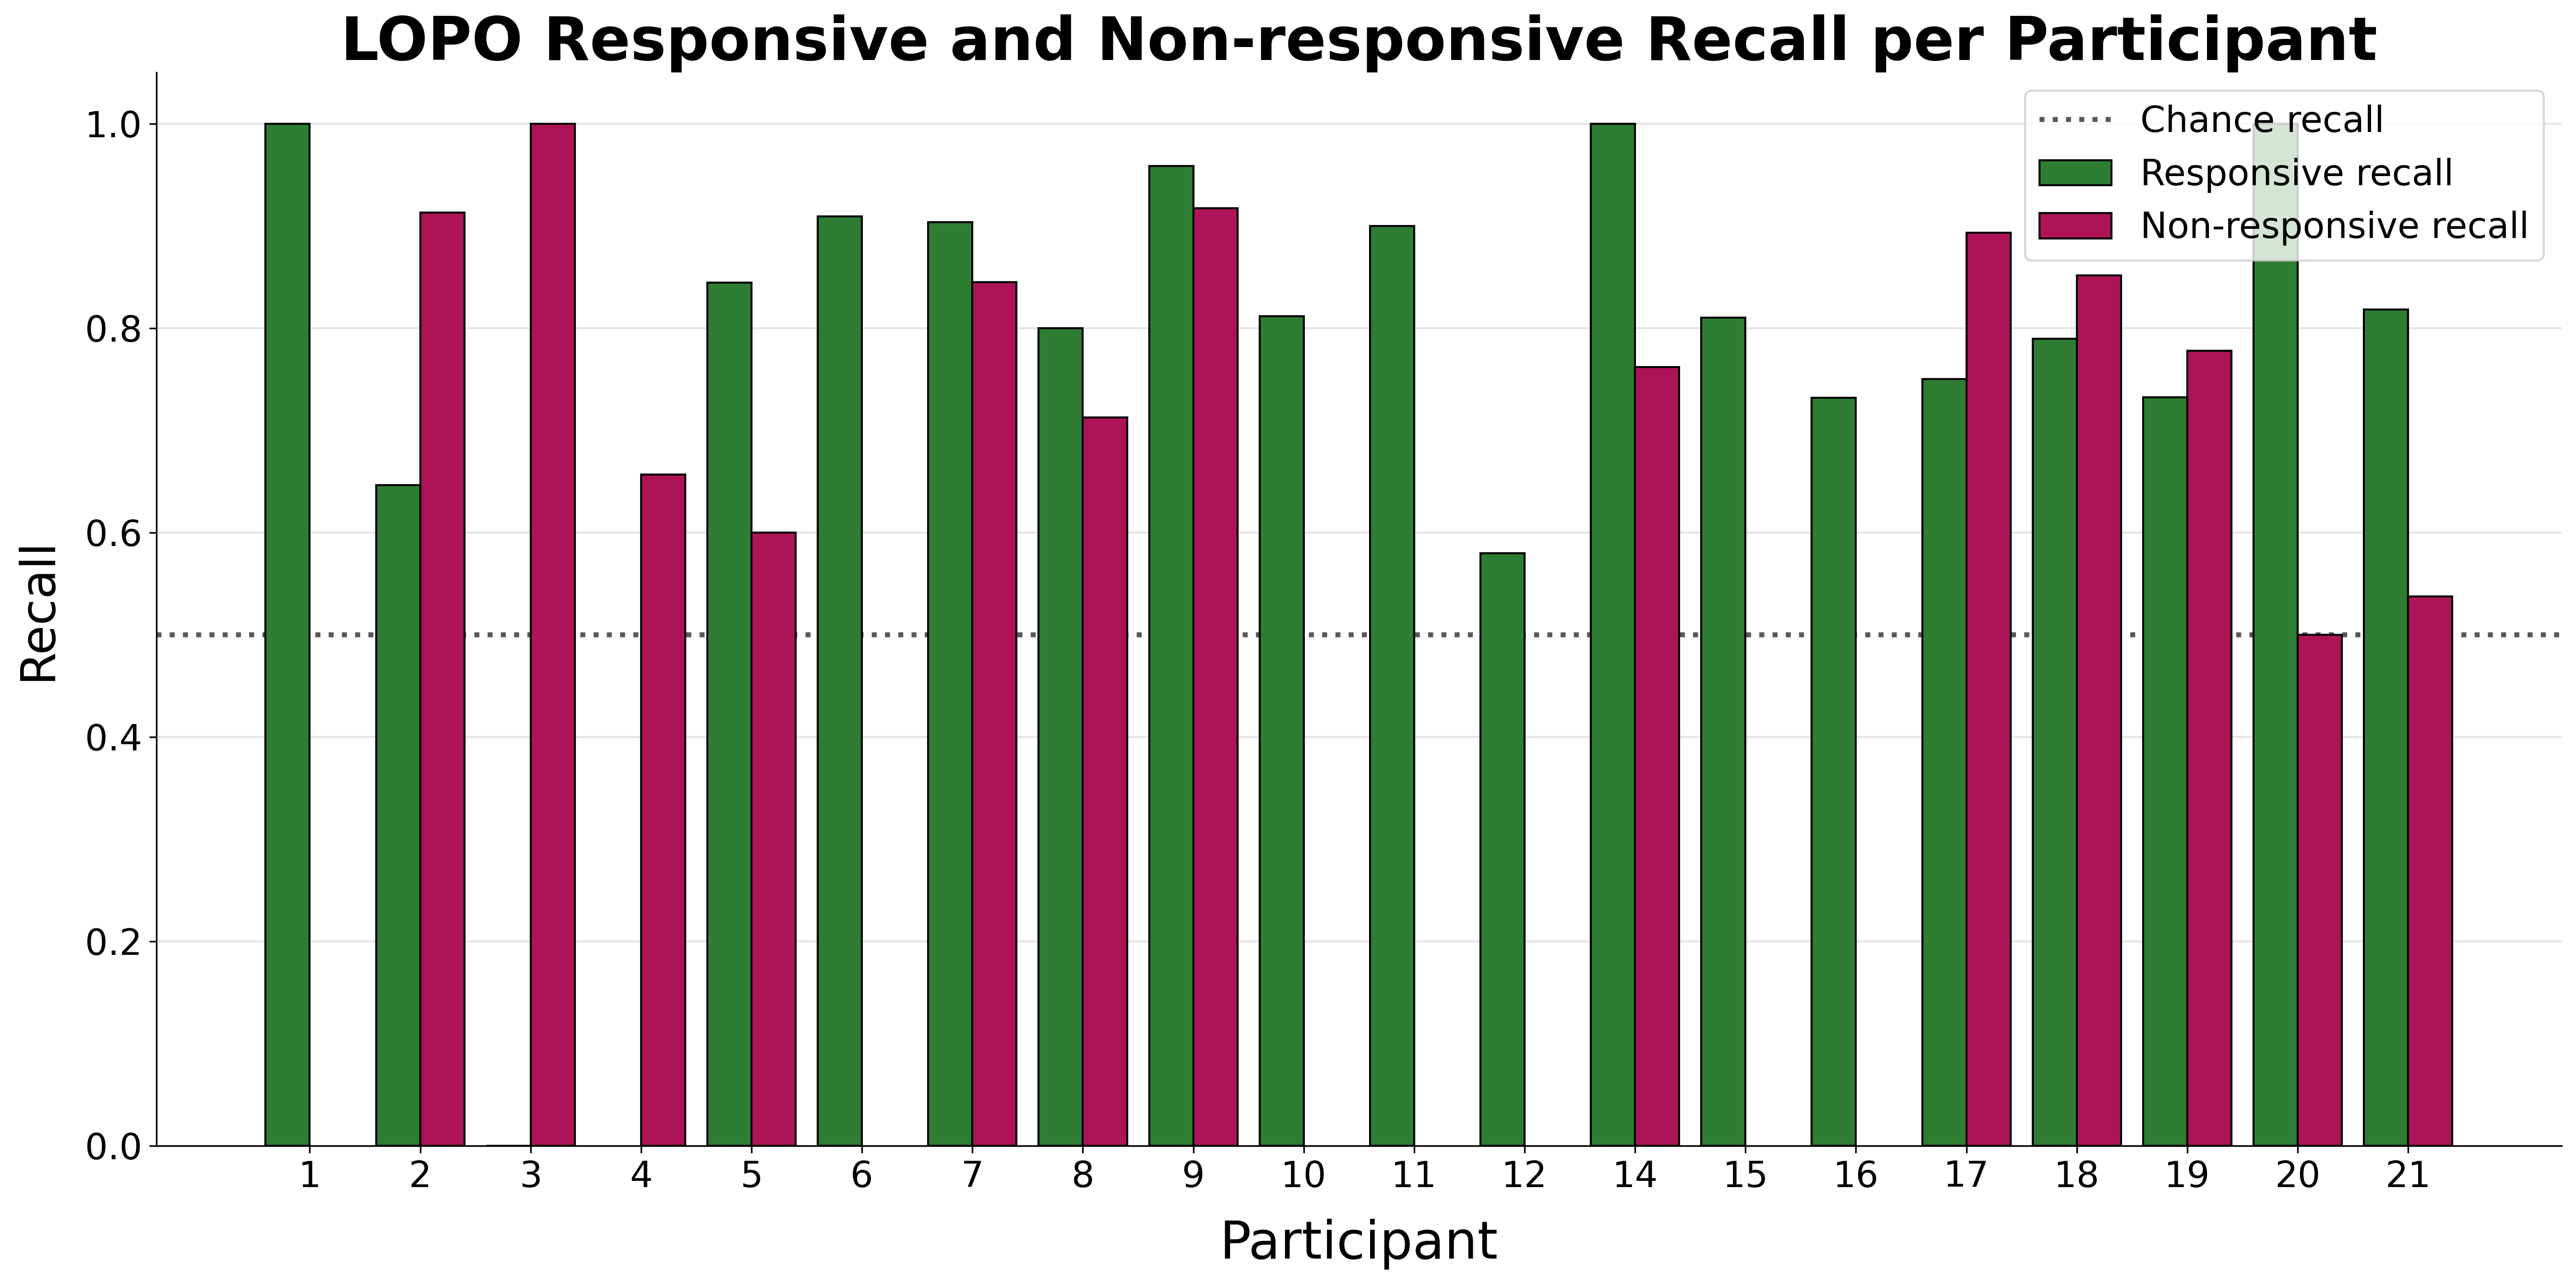 LOPO Responsive and Non-responsive Recall per Participant
Chance recall
Responsive recall
Non-responsive recall
1.0
0.8
0.6
0.4
0.2
0.0
Recall
1 2 3 4 5 6 7 8 9 10 11 12 14 15 16 17 18 19 20 21
Participant